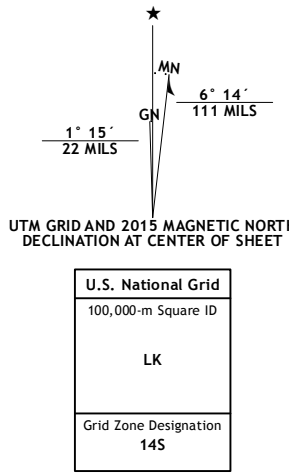 ★
MN
GN
6° 14´
111 MILS
1° 15´
22 MILS
UTM GRID AND 2015 MAGNETIC NORTH
DECLINATION AT CENTER OF SHEET
U.S. National Grid
100,000-m Square ID
LK
Grid Zone Designation
14S